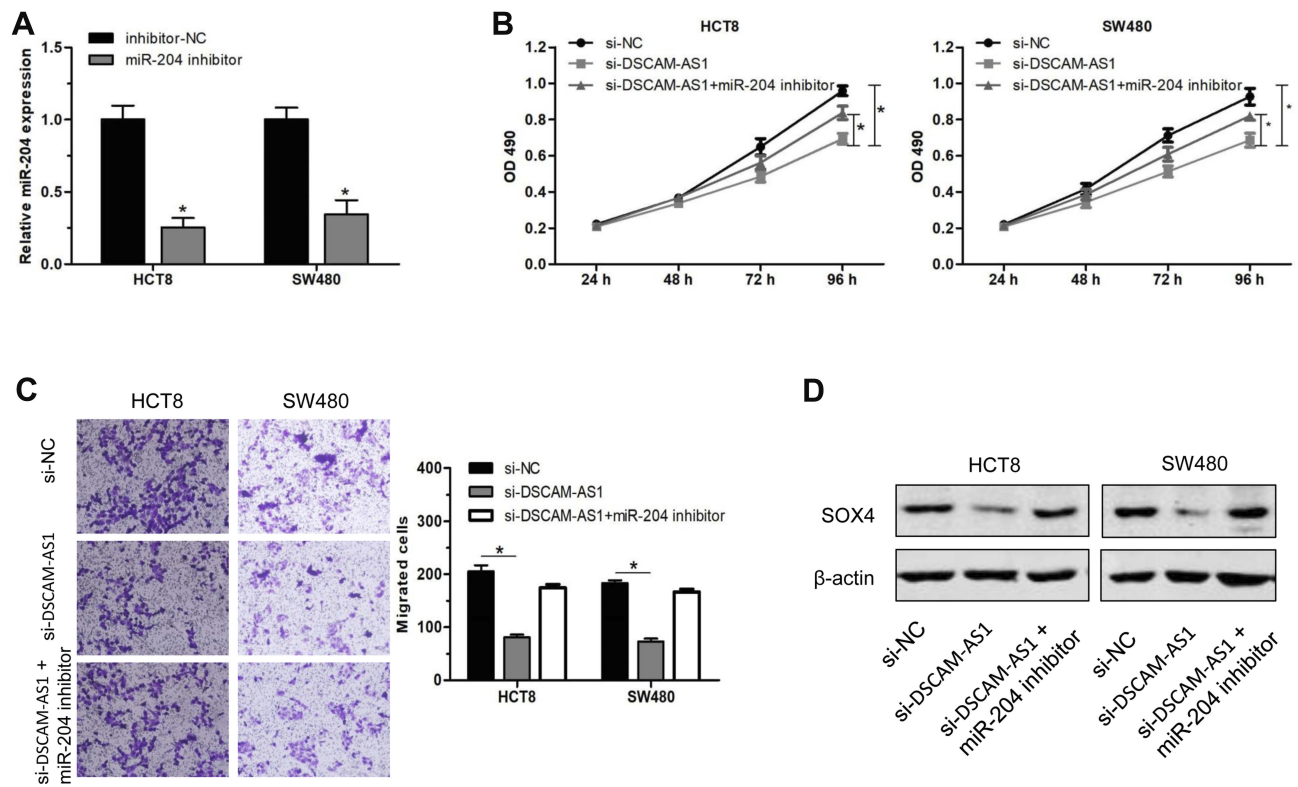 A
Relative miR-204 expression
1.5
1.0
0.5
0.0
inhibitor-NC
miR-204 inhibitor
*
*
HCT8
SW480
B
HCT8
OD 490
1.2
1.0
0.8
0.6
0.4
0.2
0.0
si-NC
si-DSCAM-AS1
si-DSCAM-AS1+miR-204 inhibitor
*
*
24 h
48 h
72 h
96 h
SW480
OD 490
1.2
1.0
0.8
0.6
0.4
0.2
0.0
si-NC
si-DSCAM-AS1
si-DSCAM-AS1+miR-204 inhibitor
*
*
24 h
48 h
72 h
96 h
C
HCT8
SW480
si-NC
si-DSCAM-AS1
si-DSCAM-AS1 +
miR-204 inhibitor
Migrated cells
400
300
200
100
0
si-NC
si-DSCAM-AS1
si-DSCAM-AS1+miR-204 inhibitor
*
*
HCT8
SW480
D
HCT8
SW480
SOX4
β-actin
si-NC
si-DSCAM-AS1
si-DSCAM-AS1 +
miR-204 inhibitor
si-NC
si-DSCAM-AS1
si-DSCAM-AS1 +
miR-204 inhibitor